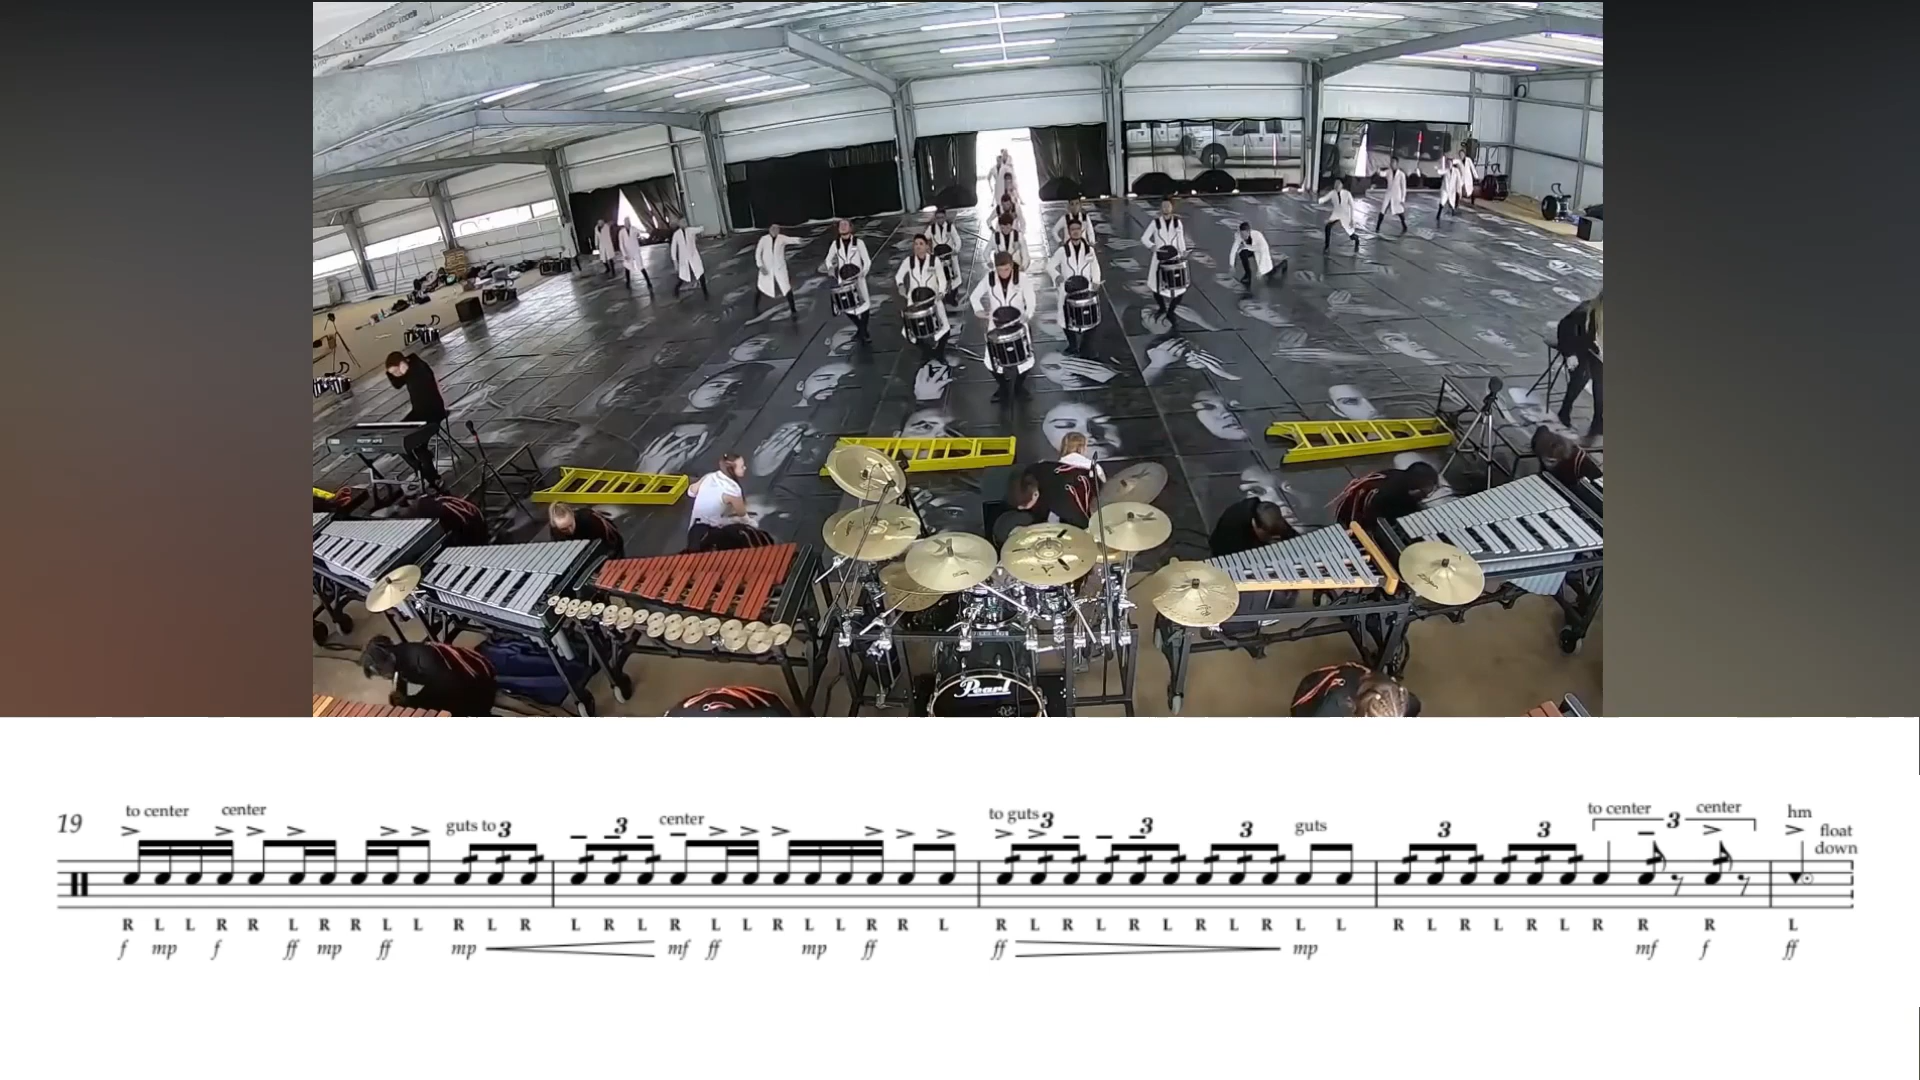 Pearl
19
to center center guts to 3 3 center to guts 3 3 3 guts 3 3 to center 3 center hm float down
R L L R R L R R L L R L R L R L R L L R L L R R L R L R L R L R L R L L R L R L R L R R R L
f mp f ff mp ff mp mf ff mp ff ff mp mf f ff